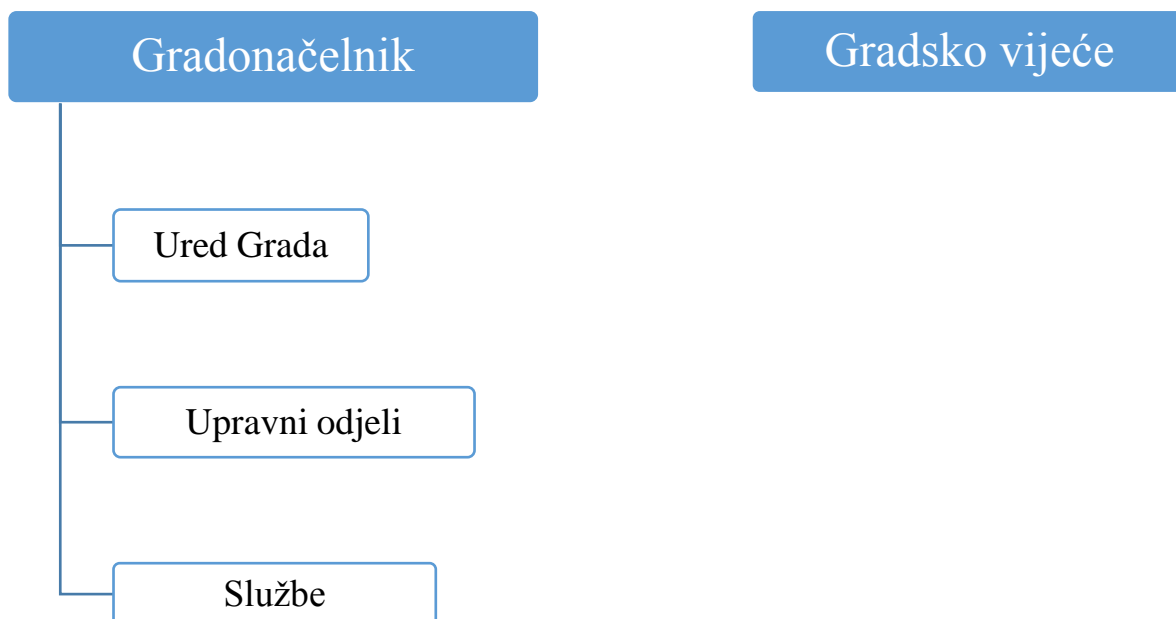 Gradonačelnik
Gradsko vijeće
Ured Grada
Upravni odjeli
Službe